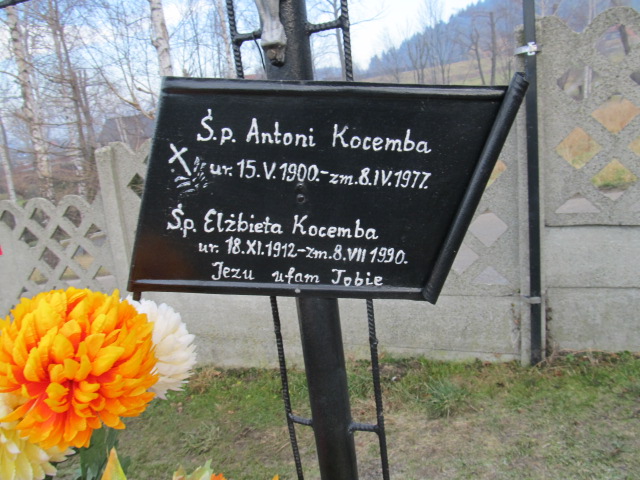 Ś.p. Antoni Kocemba
ur. 15.V.1900.-zm.8.IV.1977.
Ś.p. Elżbieta Kocemba
ur. 18.XI.1912-zm.8.VII 1990.
Jezu ufam Tobie